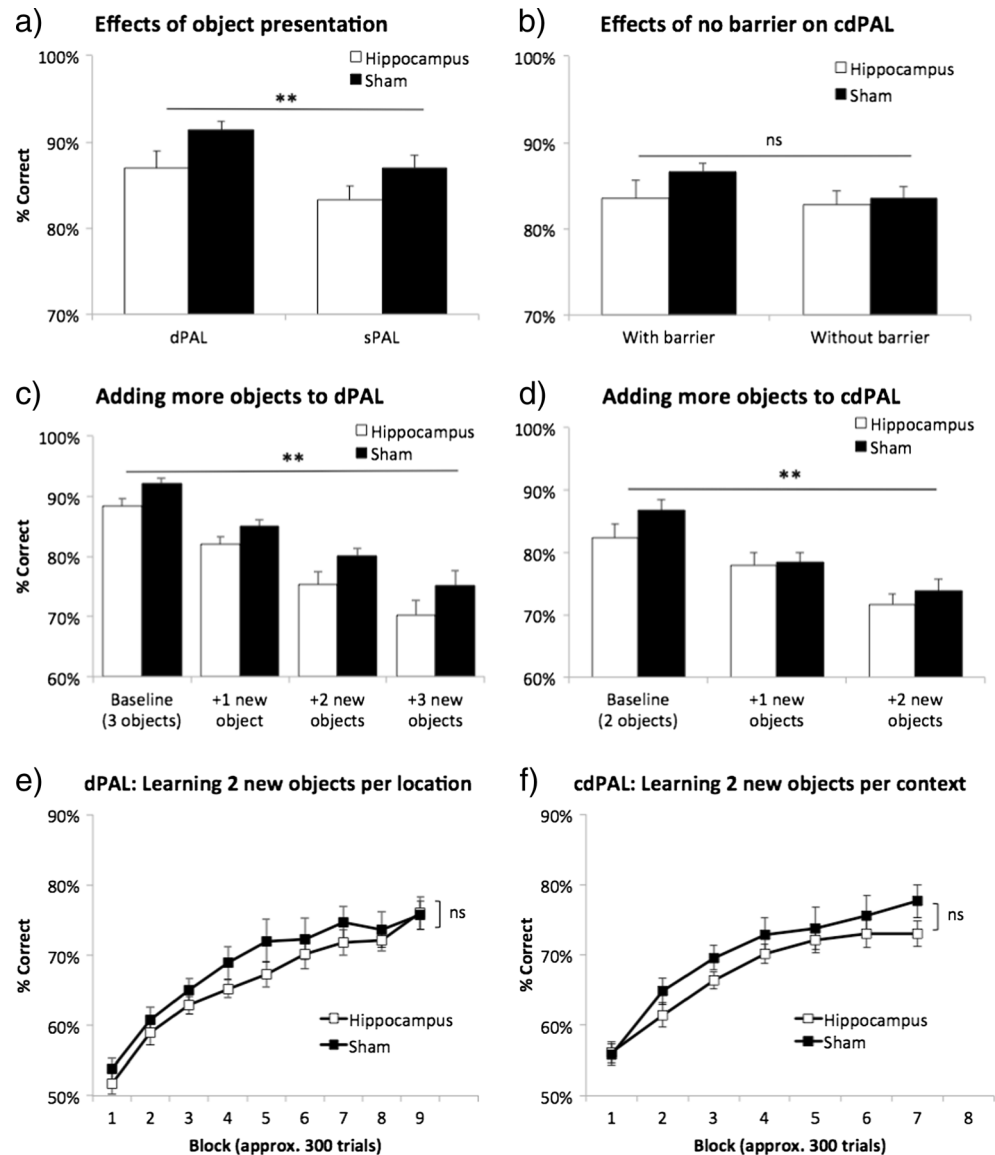 a) Effects of object presentation
Hippocampus
Sham
100%
90%
80%
70%
% Correct
**
dPAL sPAL
b) Effects of no barrier on cdPAL
Hippocampus
Sham
100%
90%
80%
70%
ns
With barrier Without barrier
c) Adding more objects to dPAL
Hippocampus
Sham
100%
90%
80%
70%
60%
% Correct
**
Baseline +1 new +2 new +3 new
(3 objects) object objects objects
d) Adding more objects to cdPAL
Hippocampus
Sham
100%
90%
80%
70%
60%
**
Baseline +1 new +2 new
(2 objects) objects objects
e) dPAL: Learning 2 new objects per location
90%
80%
70%
60%
50%
% Correct
ns
Hippocampus
Sham
1 2 3 4 5 6 7 8 9
Block (approx. 300 trials)
f) cdPAL: Learning 2 new objects per context
90%
80%
70%
60%
50%
% Correct
ns
Hippocampus
Sham
1 2 3 4 5 6 7 8
Block (approx. 300 trials)